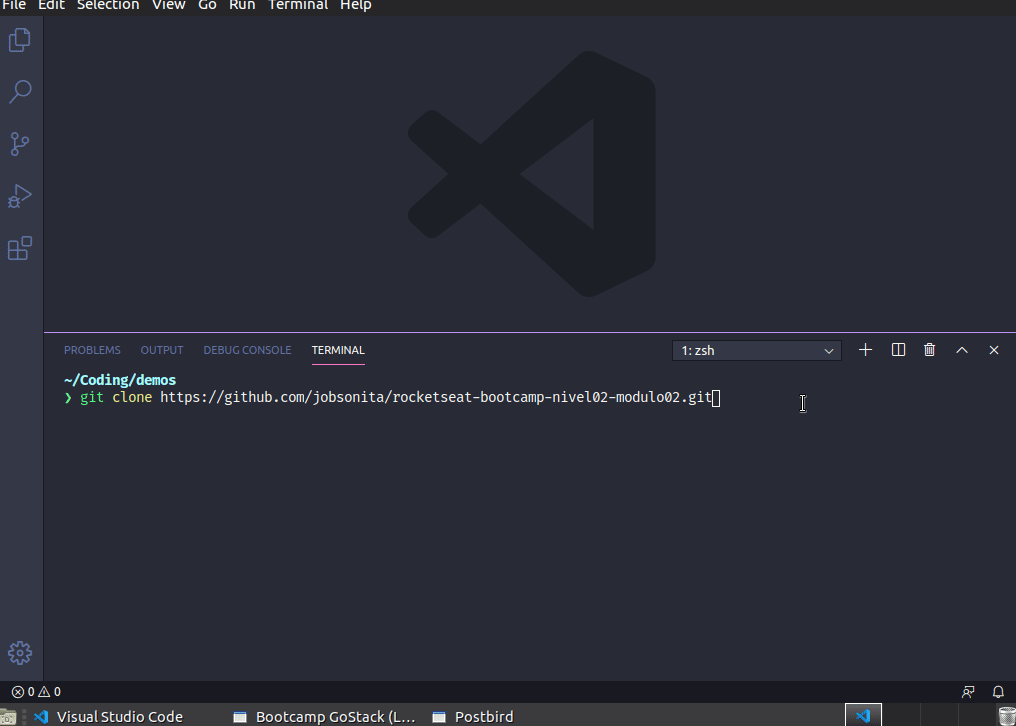 File Edit Selection View Go Run Terminal Help
PROBLEMS OUTPUT DEBUG CONSOLE TERMINAL 1: zsh
~/Coding/demos
❯ git clone https://github.com/jobsonita/rocketseat-bootcamp-nivel02-modulo02.git
0 0
Visual Studio Code Bootcamp GoStack (L... Postbird